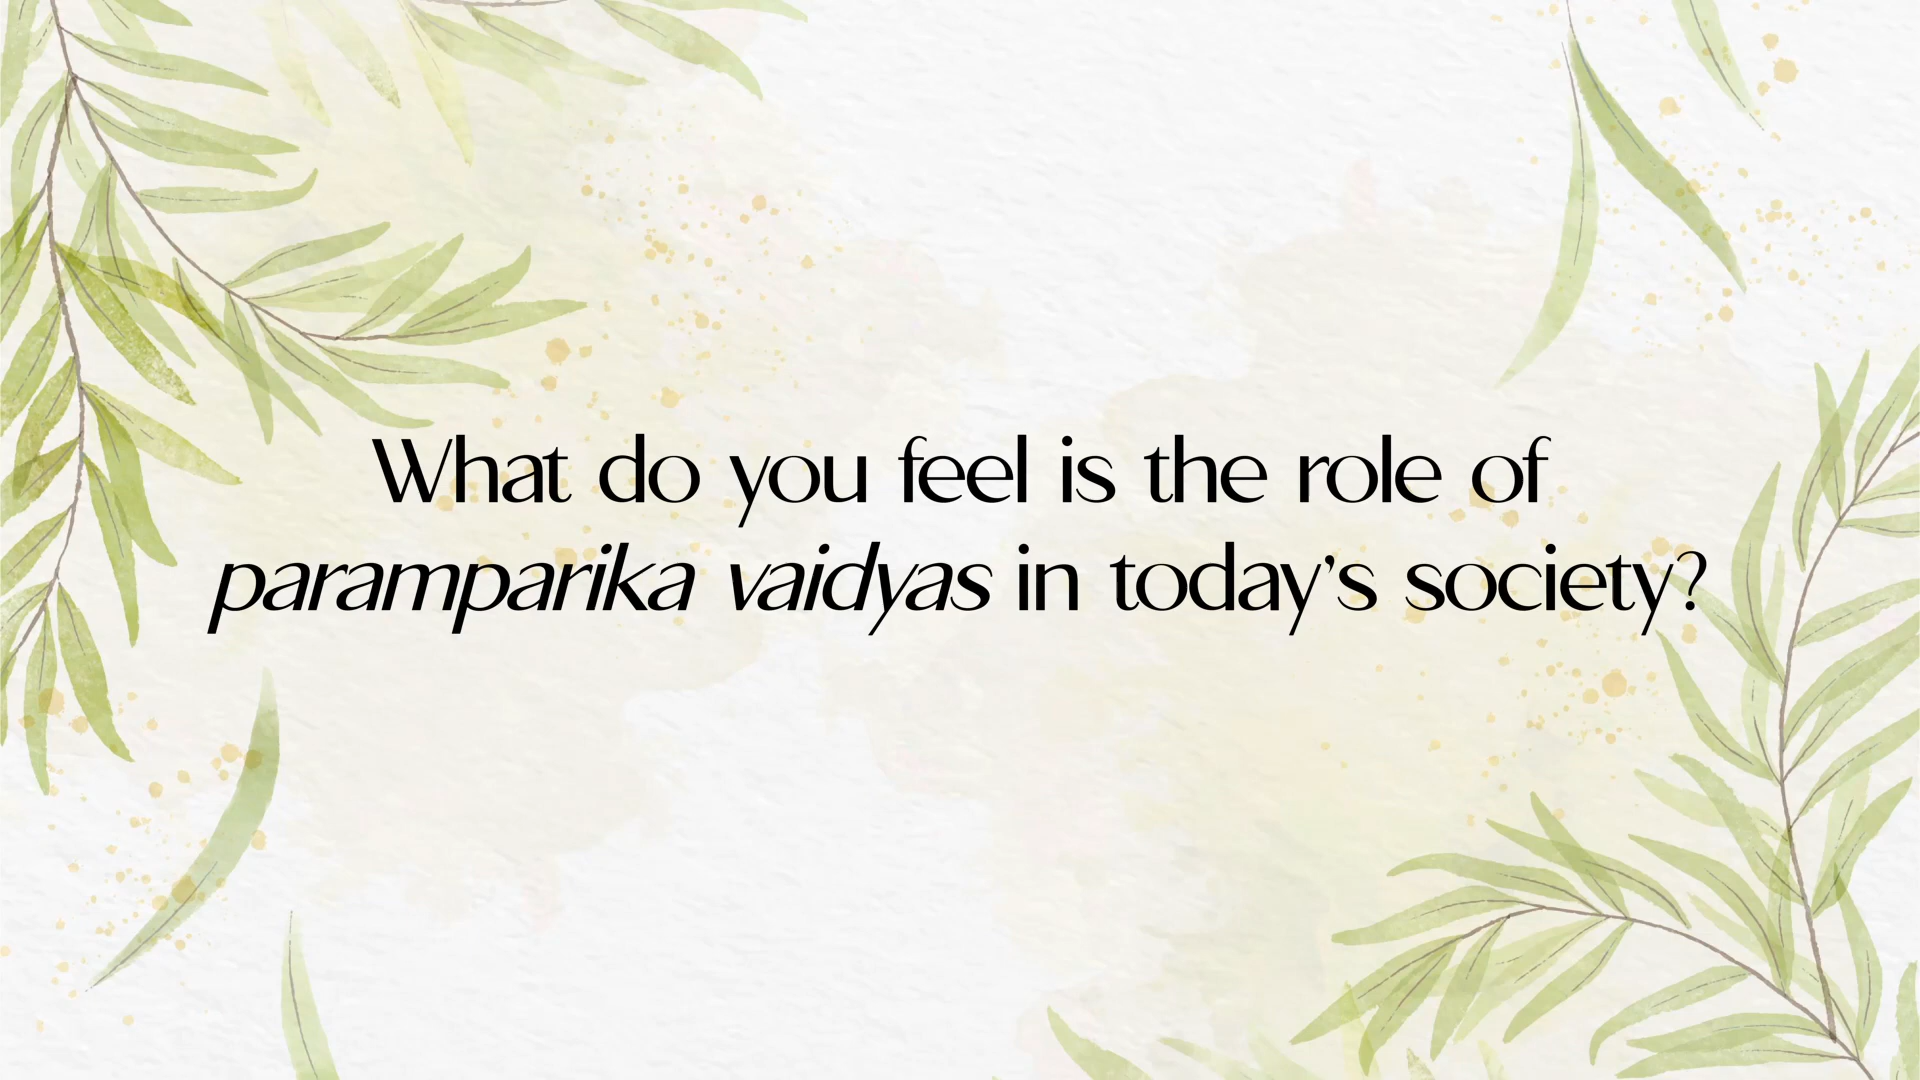 What do you feel is the role of
paramparika vaidyas in today's society?